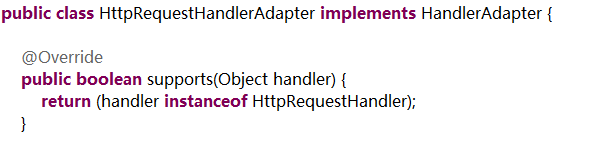 public class HttpRequestHandlerAdapter implements HandlerAdapter {
@Override
public boolean supports(Object handler) {
return (handler instanceof HttpRequestHandler);
}